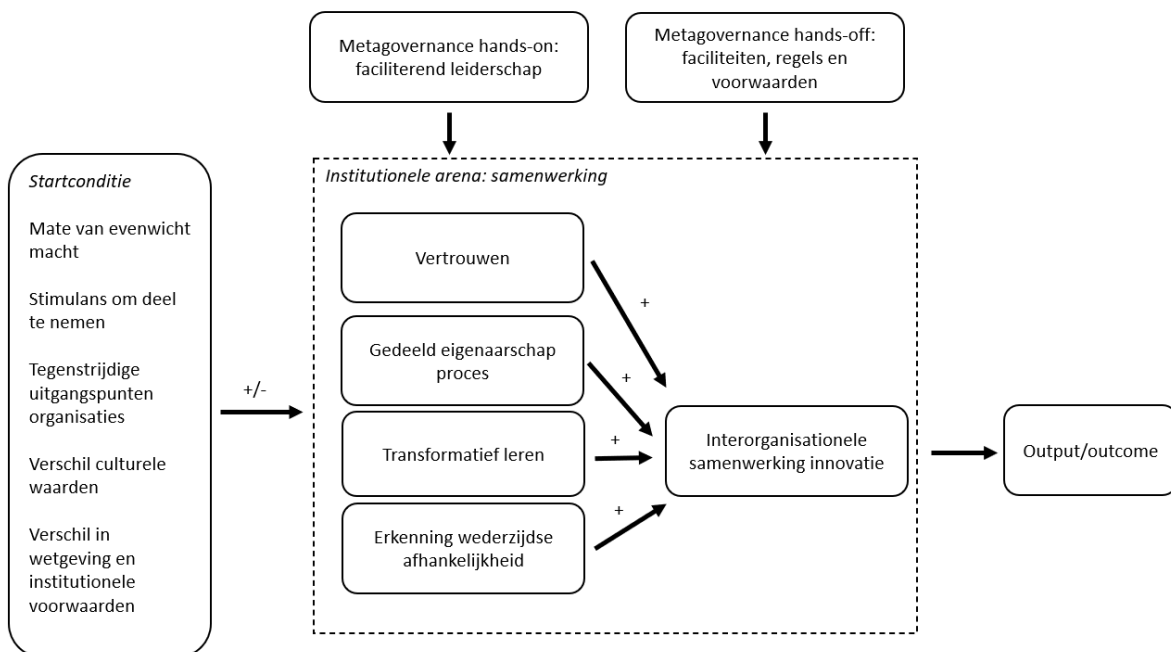 Metagovernance hands-on:
faciliterend leiderschap
Metagovernance hands-off:
faciliteiten, regels en
voorwaarden
Startconditie
Mate van evenwicht
macht
Stimulans om deel
te nemen
Tegenstrijdige
uitgangspunten
organisaties
Verschil culturele
waarden
Verschil in
wetgeving en
institutionele
voorwaarden
+/-
Institutionele arena: samenwerking
Vertrouwen
+
Gedeeld eigenaarschap
proces
+
Transformatief leren
+
Erkenning wederzijdse
afhankelijkheid
+
Interorganisationele
samenwerking innovatie
Output/outcome